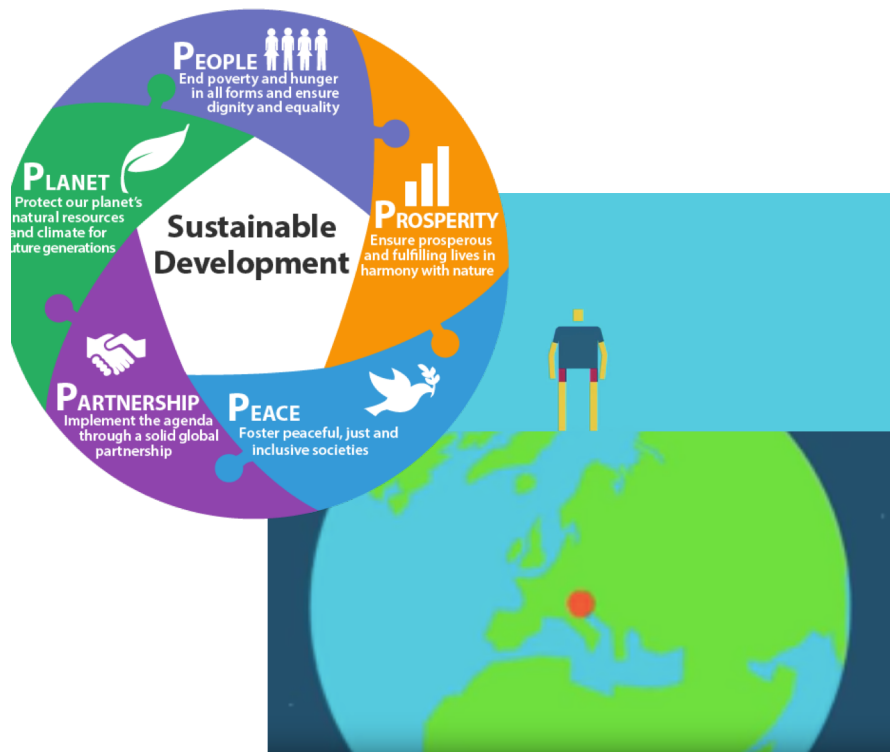 PEOPLE
End poverty and hunger
in all forms and ensure
dignity and equality
PLANET
Protect our planet's
natural resources
and climate for
uture generations
Sustainable
Development
PROSPERITY
Ensure prosperous
and fulfilling lives in
harmony with nature
PARTNERSHIP
Implement the agenda
through a solid global
partnership
PEACE
Foster peaceful, just and
inclusive societies